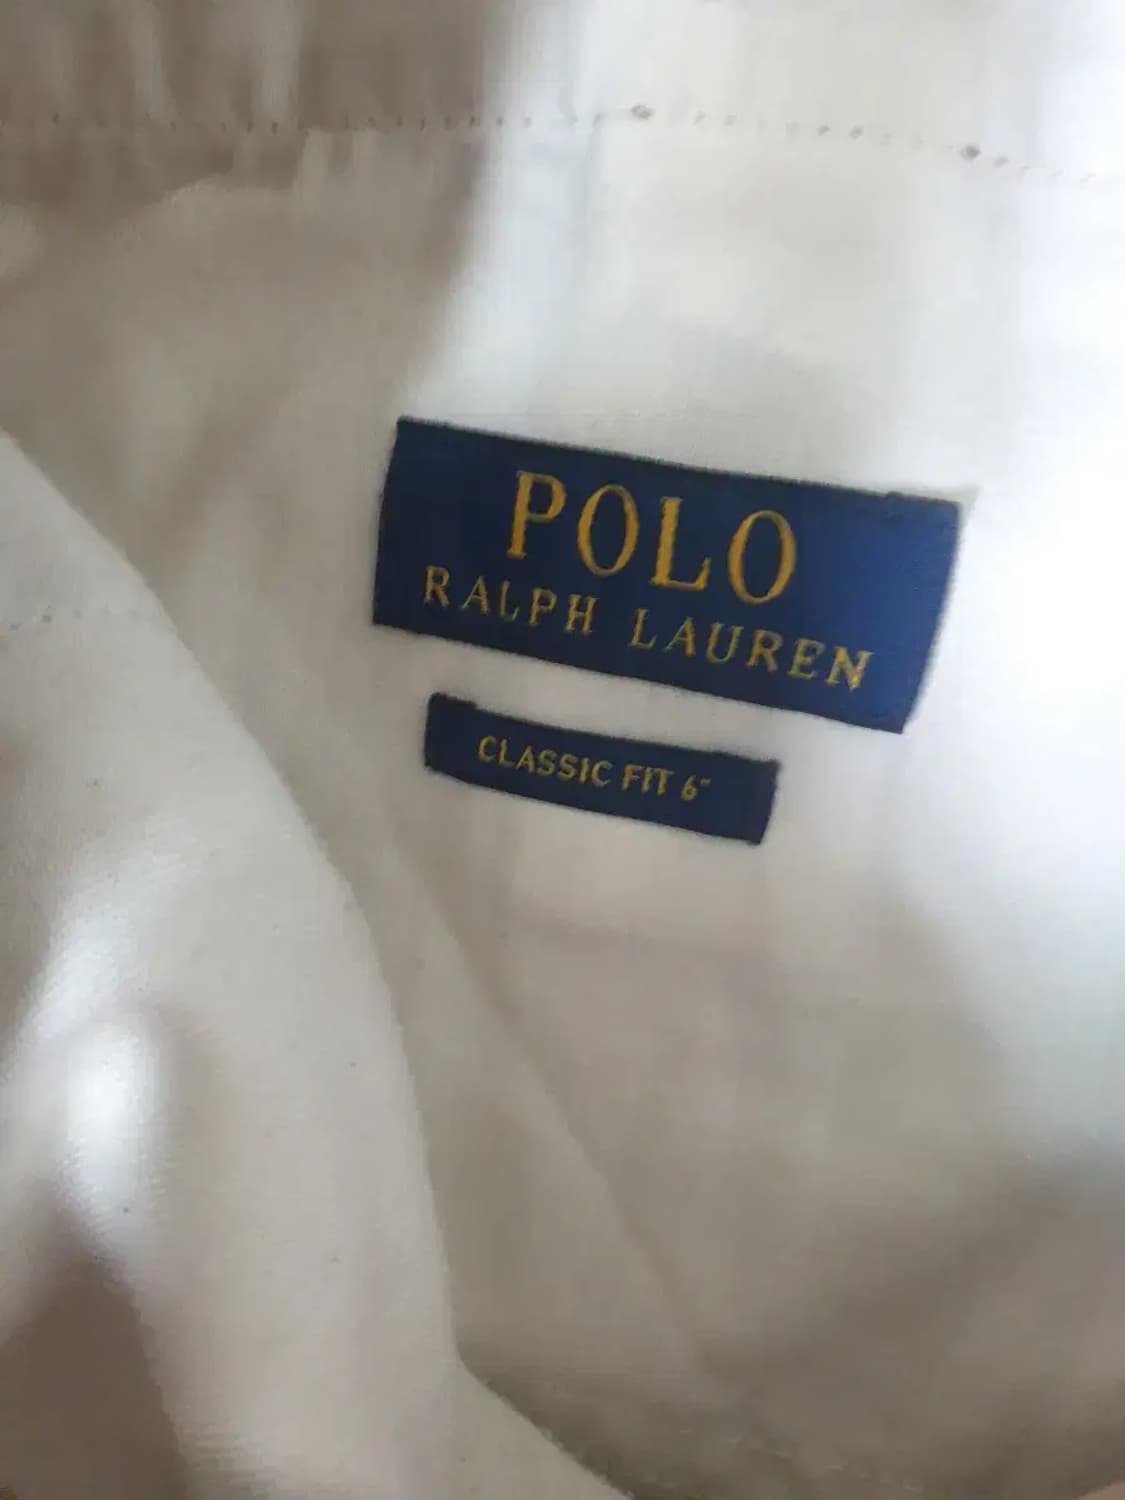 POLO
RALPH LAUREN
CLASSIC FIT 6"